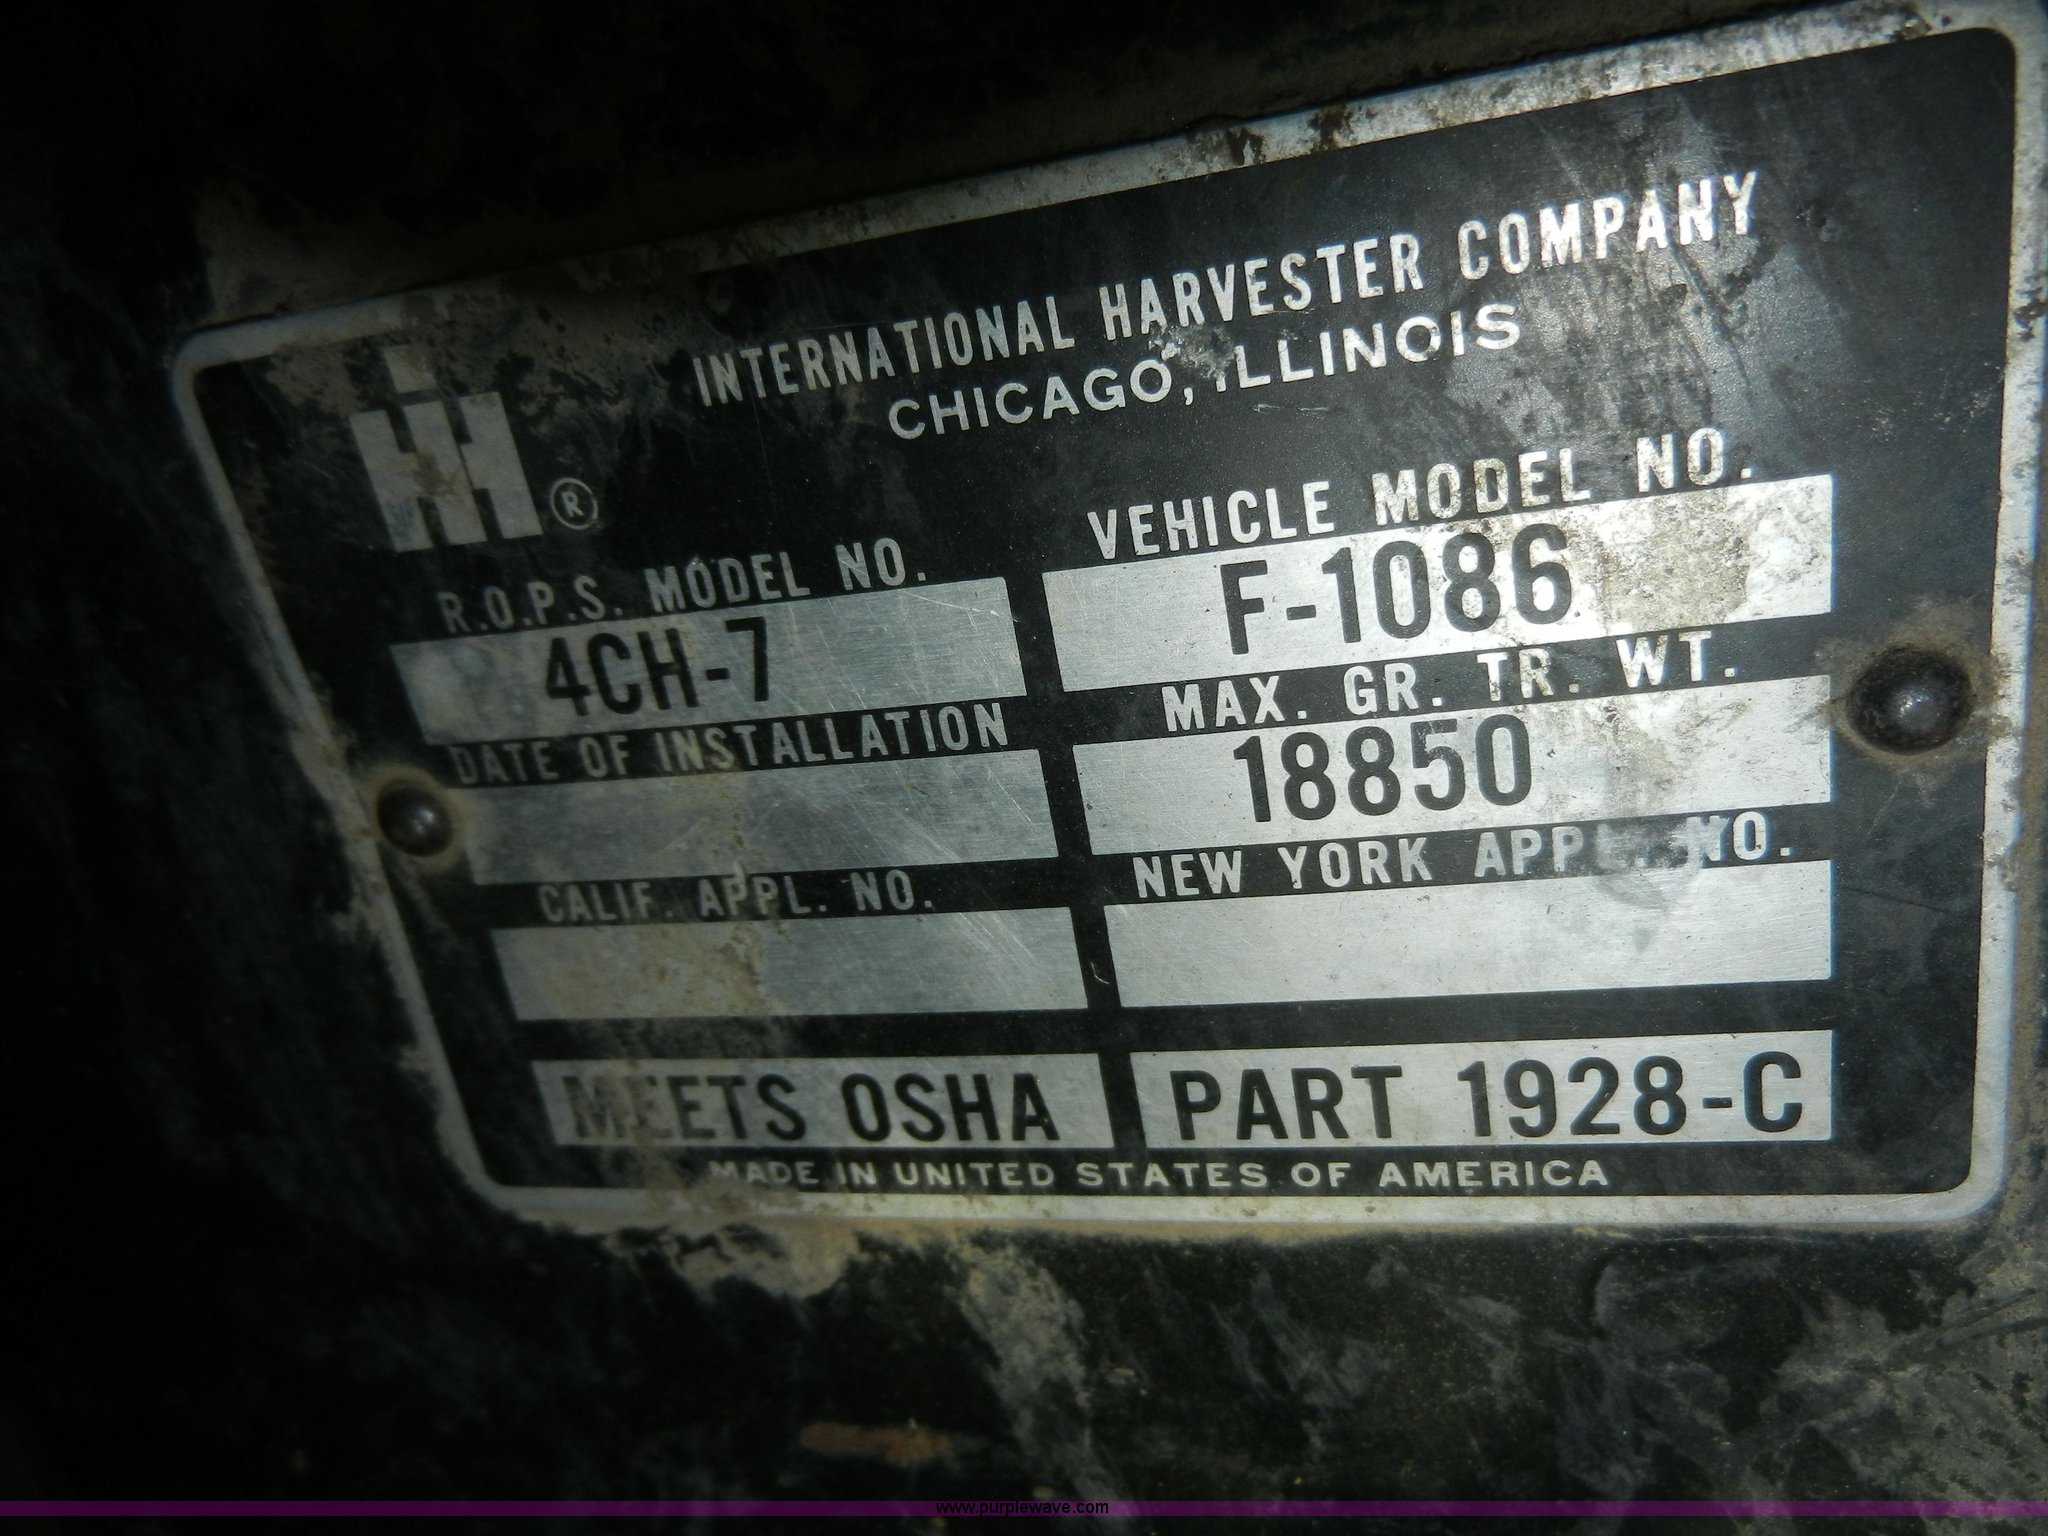 INTERNATIONAL HARVESTER COMPANY
CHICAGO, ILLINOIS
IH ®
R.O.P.S. MODEL NO.
4CH-7
VEHICLE MODEL NO.
F-1086
DATE OF INSTALLATION
MAX. GR. TR. WT.
18850
CALIF. APPL. NO.
NEW YORK APPL. NO.
MEETS OSHA
PART 1928-C
MADE IN UNITED STATES OF AMERICA
www.purplewave.com